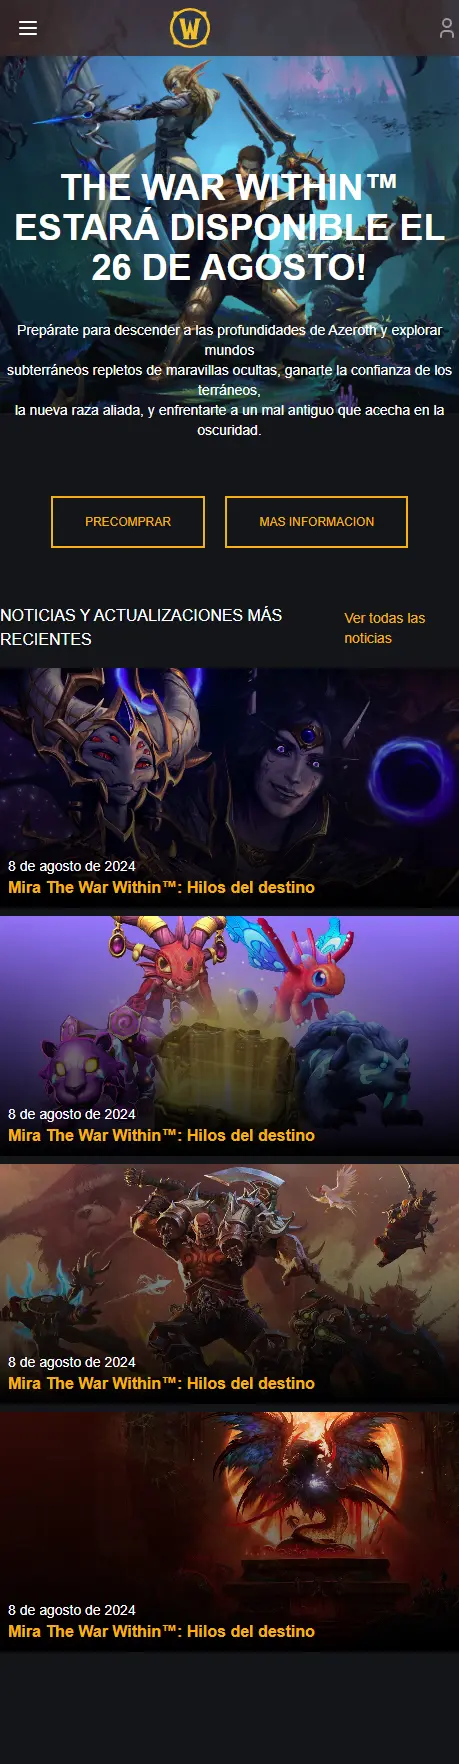 W
THE WAR WITHIN™
ESTARÁ DISPONIBLE EL
26 DE AGOSTO!
Prepárate para descender a las profundidades de Azeroth y explorar
mundos
subterráneos repletos de maravillas ocultas, ganarte la confianza de los
terráneos,
la nueva raza aliada, y enfrentarte a un mal antiguo que acecha en la
oscuridad.
PRECOMPRAR
MAS INFORMACION
NOTICIAS Y ACTUALIZACIONES MÁS
RECIENTES
Ver todas las
noticias
8 de agosto de 2024
Mira The War Within™: Hilos del destino
8 de agosto de 2024
Mira The War Within™: Hilos del destino
8 de agosto de 2024
Mira The War Within™: Hilos del destino
8 de agosto de 2024
Mira The War Within™: Hilos del destino